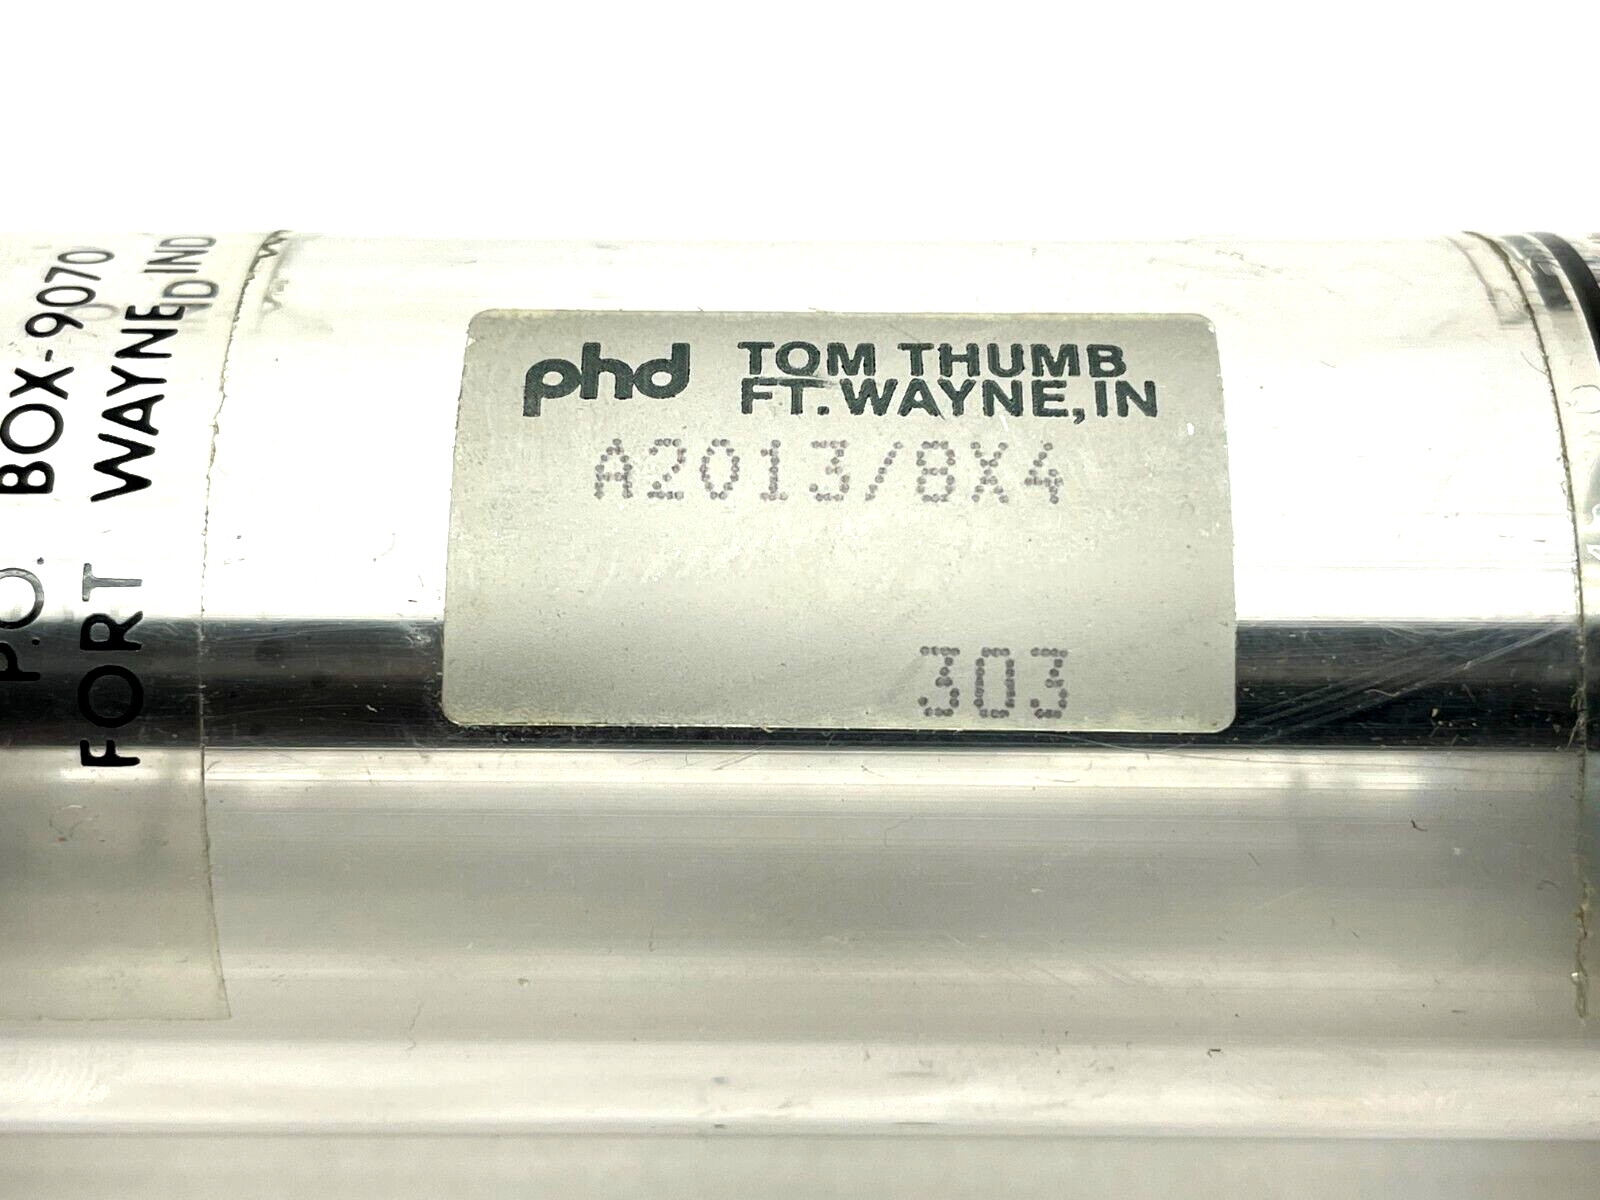 P.O. BOX-9070
FORT WAYNE IND
phd TOM THUMB
FT. WAYNE, IN
A2013/8X4
303